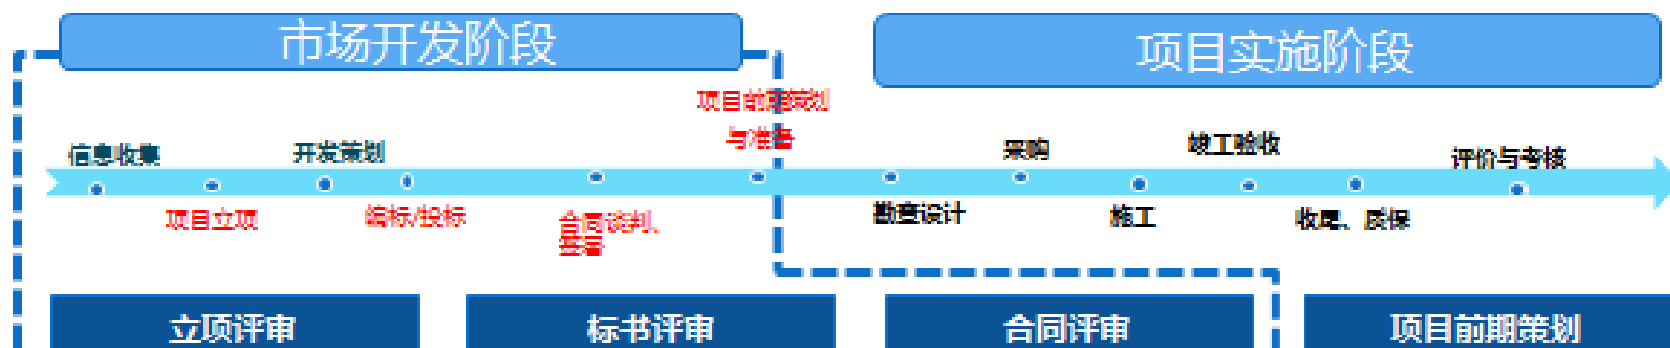 市场开发阶段
项目实施阶段
项目前期策划
与准备
信息收集
开发策划
采购
竣工验收
评价与考核
项目立项
编标/投标
合同谈判、
签署
勘查设计
施工
收尾、质保
立项评审
标书评审
合同评审
项目前期策划